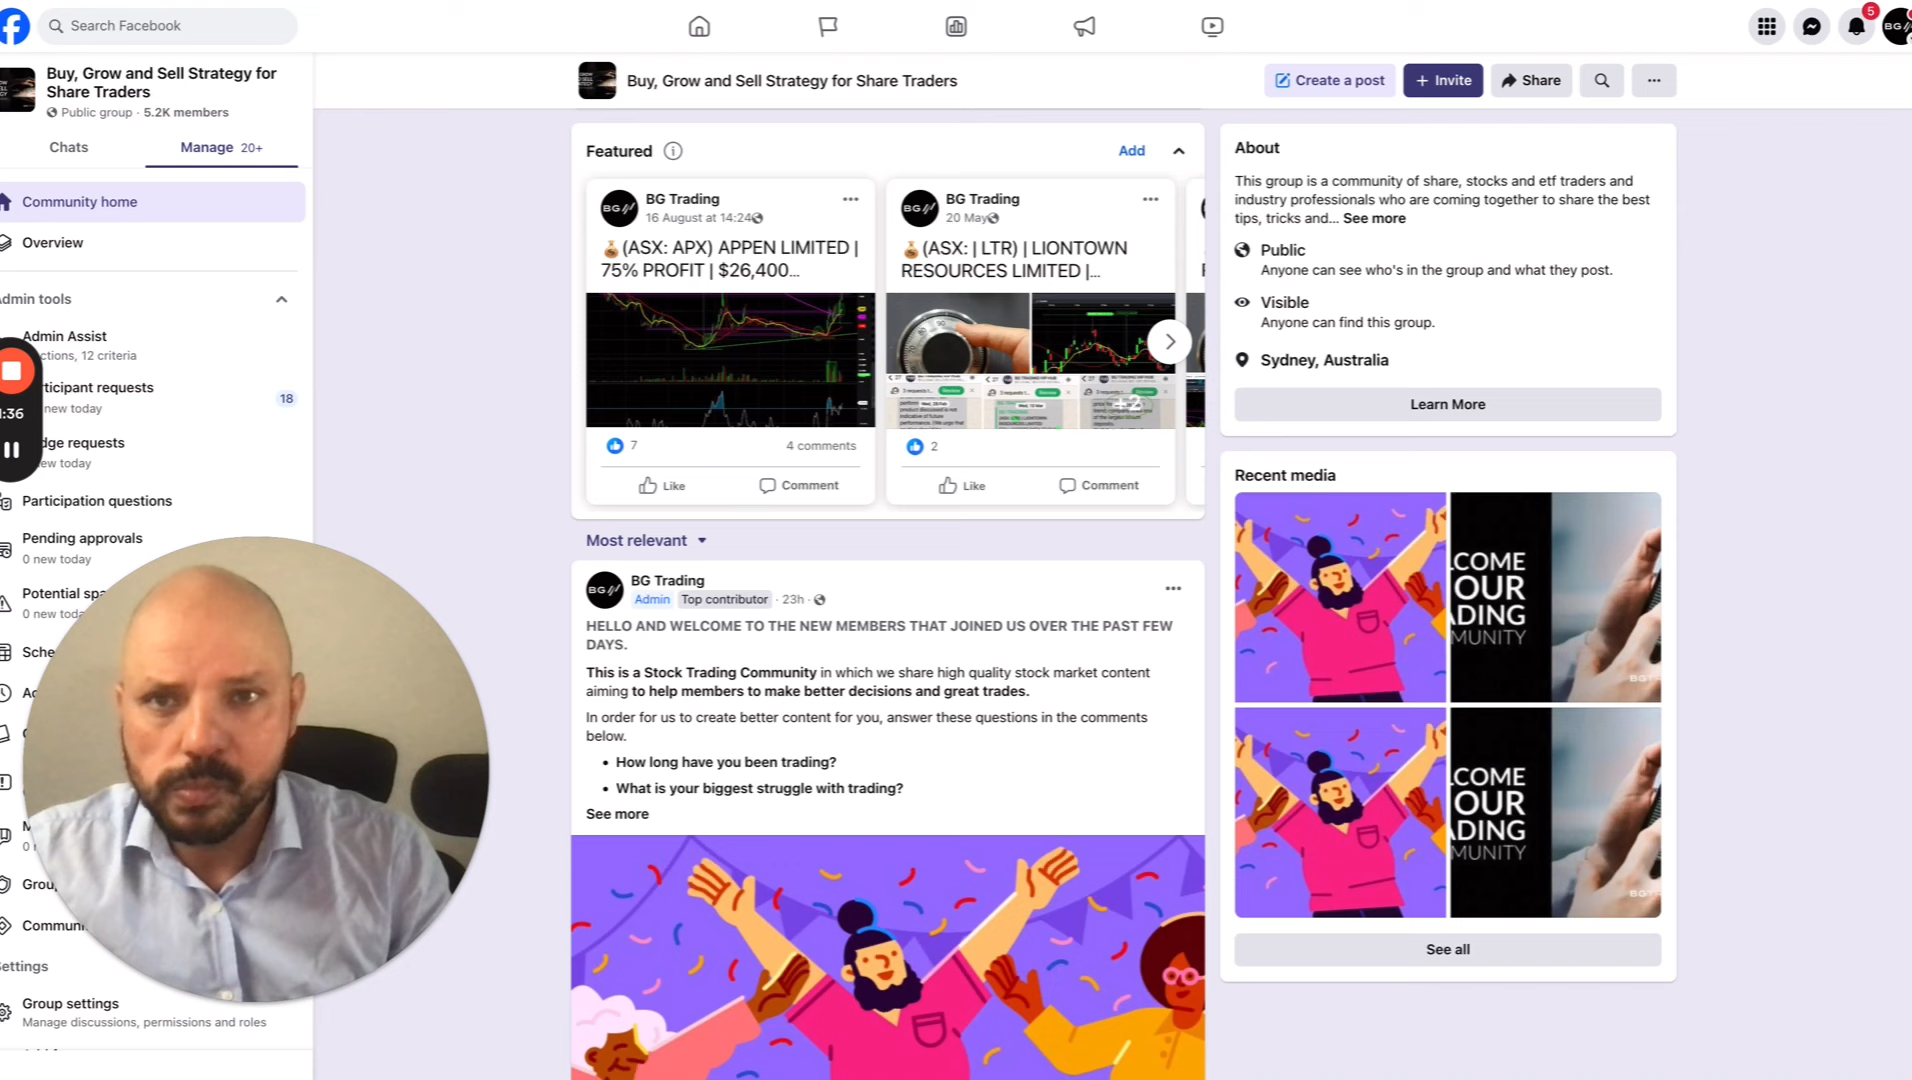 Search Facebook
5
BG
Buy, Grow and Sell Strategy for
Share Traders
Public group · 5.2K members
Chats
Manage 20+
Community home
Overview
Admin tools
Admin Assist
ctions, 12 criteria
rticipant requests
new today
18
:36
dge requests
ew today
Participation questions
Pending approvals
0 new today
Potential spa
0 new toda
Sche
Grou
Commun
Settings
Group settings
Manage discussions, permissions and roles
Buy, Grow and Sell Strategy for Share Traders
Create a post
+ Invite
Share
Featured
Add
BG Trading
16 August at 14:24
💰(ASX: APX) APPEN LIMITED |
75% PROFIT | $26,400...
7
4 comments
Like
Comment
BG Trading
20 May
💰(ASX: | LTR) | LIONTOWN
RESOURCES LIMITED |...
+2
2
Like
Comment
Most relevant
BG Trading
Admin Top contributor · 23h ·
HELLO AND WELCOME TO THE NEW MEMBERS THAT JOINED US OVER THE PAST FEW
DAYS.
This is a Stock Trading Community in which we share high quality stock market content
aiming to help members to make better decisions and great trades.
In order for us to create better content for you, answer these questions in the comments
below.
• How long have you been trading?
• What is your biggest struggle with trading?
See more
About
This group is a community of share, stocks and etf traders and
industry professionals who are coming together to share the best
tips, tricks and... See more
Public
Anyone can see who's in the group and what they post.
Visible
Anyone can find this group.
Sydney, Australia
Learn More
Recent media
COME
OUR
ADING
MUNITY
COME
OUR
ADING
MUNITY
See all